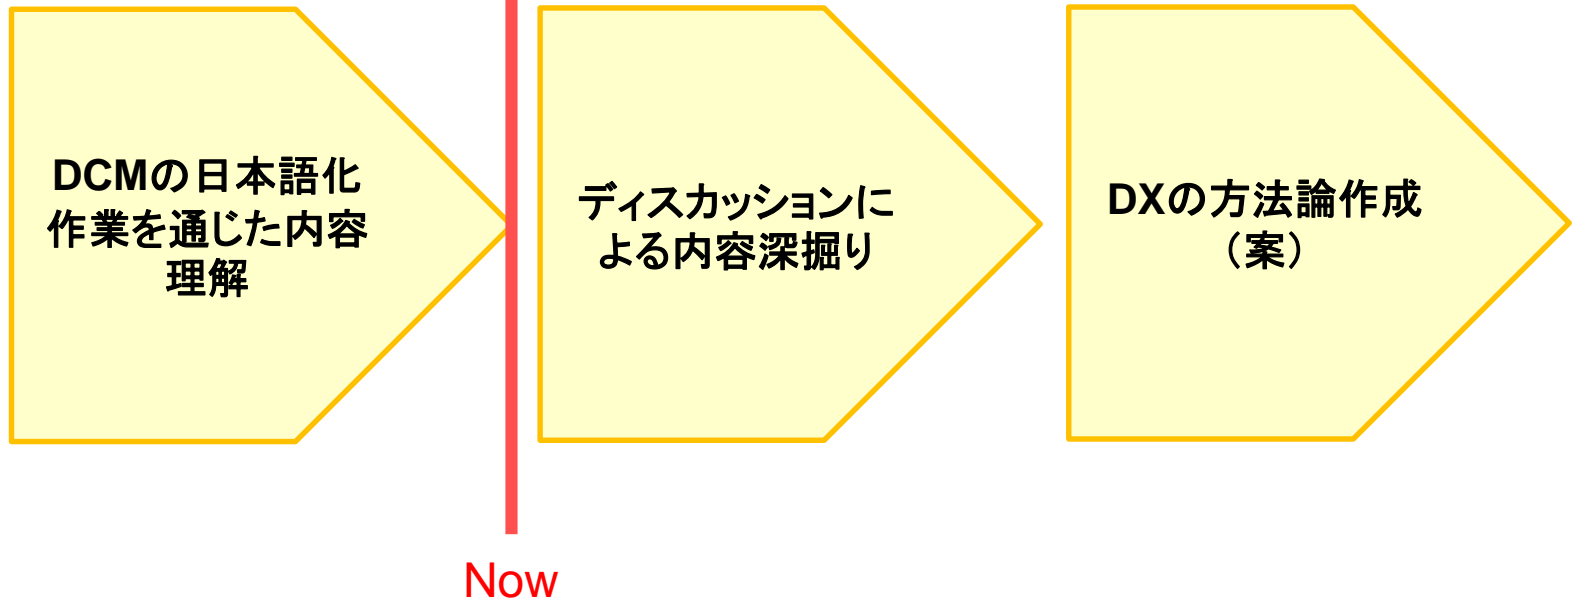 DCMの日本語化
作業を通じた内容
理解
ディスカッションに
よる内容深掘り
DXの方法論作成
（案）
Now